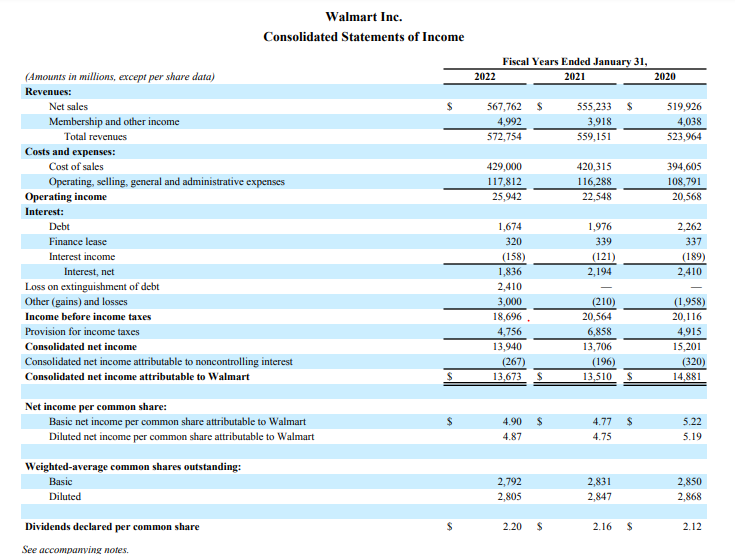 Walmart Inc.
Consolidated Statements of Income
Fiscal Years Ended January 31,
(Amounts in millions, except per share data) 2022 2021 2020
Revenues:
Net sales $ 567,762 $ 555,233 $ 519,926
Membership and other income 4,992 3,918 4,038
Total revenues 572,754 559,151 523,964
Costs and expenses:
Cost of sales 429,000 420,315 394,605
Operating, selling, general and administrative expenses 117,812 116,288 108,791
Operating income 25,942 22,548 20,568
Interest:
Debt 1,674 1,976 2,262
Finance lease 320 339 337
Interest income (158) (121) (189)
Interest, net 1,836 2,194 2,410
Loss on extinguishment of debt 2,410 — —
Other (gains) and losses 3,000 (210) (1,958)
Income before income taxes 18,696 20,564 20,116
Provision for income taxes 4,756 6,858 4,915
Consolidated net income 13,940 13,706 15,201
Consolidated net income attributable to noncontrolling interest (267) (196) (320)
Consolidated net income attributable to Walmart $ 13,673 $ 13,510 $ 14,881
Net income per common share:
Basic net income per common share attributable to Walmart $ 4.90 $ 4.77 $ 5.22
Diluted net income per common share attributable to Walmart 4.87 4.75 5.19
Weighted-average common shares outstanding:
Basic 2,792 2,831 2,850
Diluted 2,805 2,847 2,868
Dividends declared per common share $ 2.20 $ 2.16 $ 2.12
See accompanying notes.